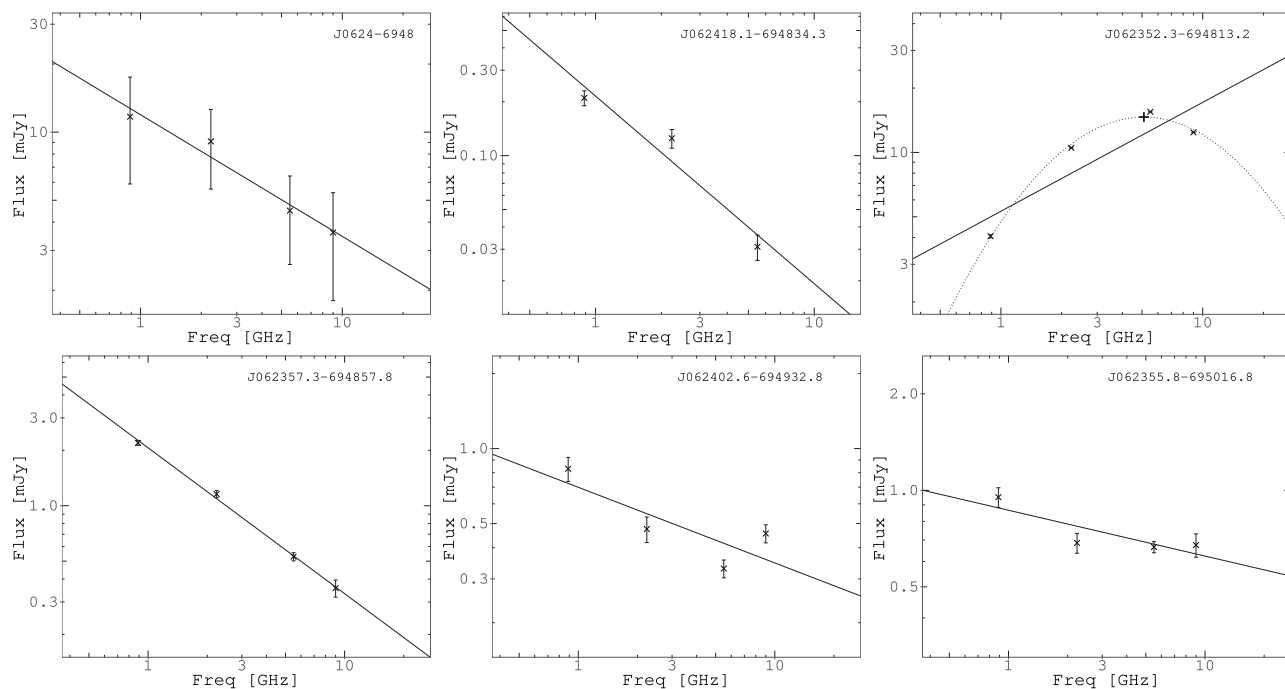 J0624-6948
30
10
3
Flux [mJy]
1
3
10
Freq [GHz]
J062418.1-694834.3
0.30
0.10
0.03
Flux [mJy]
1
3
10
Freq [GHz]
J062352.3-694813.2
30
10
3
Flux [mJy]
1
3
10
Freq [GHz]
J062357.3-694857.8
3.0
1.0
0.3
Flux [mJy]
1
3
10
Freq [GHz]
J062402.6-694932.8
1.0
0.5
0.3
Flux [mJy]
1
3
10
Freq [GHz]
J062355.8-695016.8
2.0
1.0
0.5
Flux [mJy]
1
3
10
Freq [GHz]